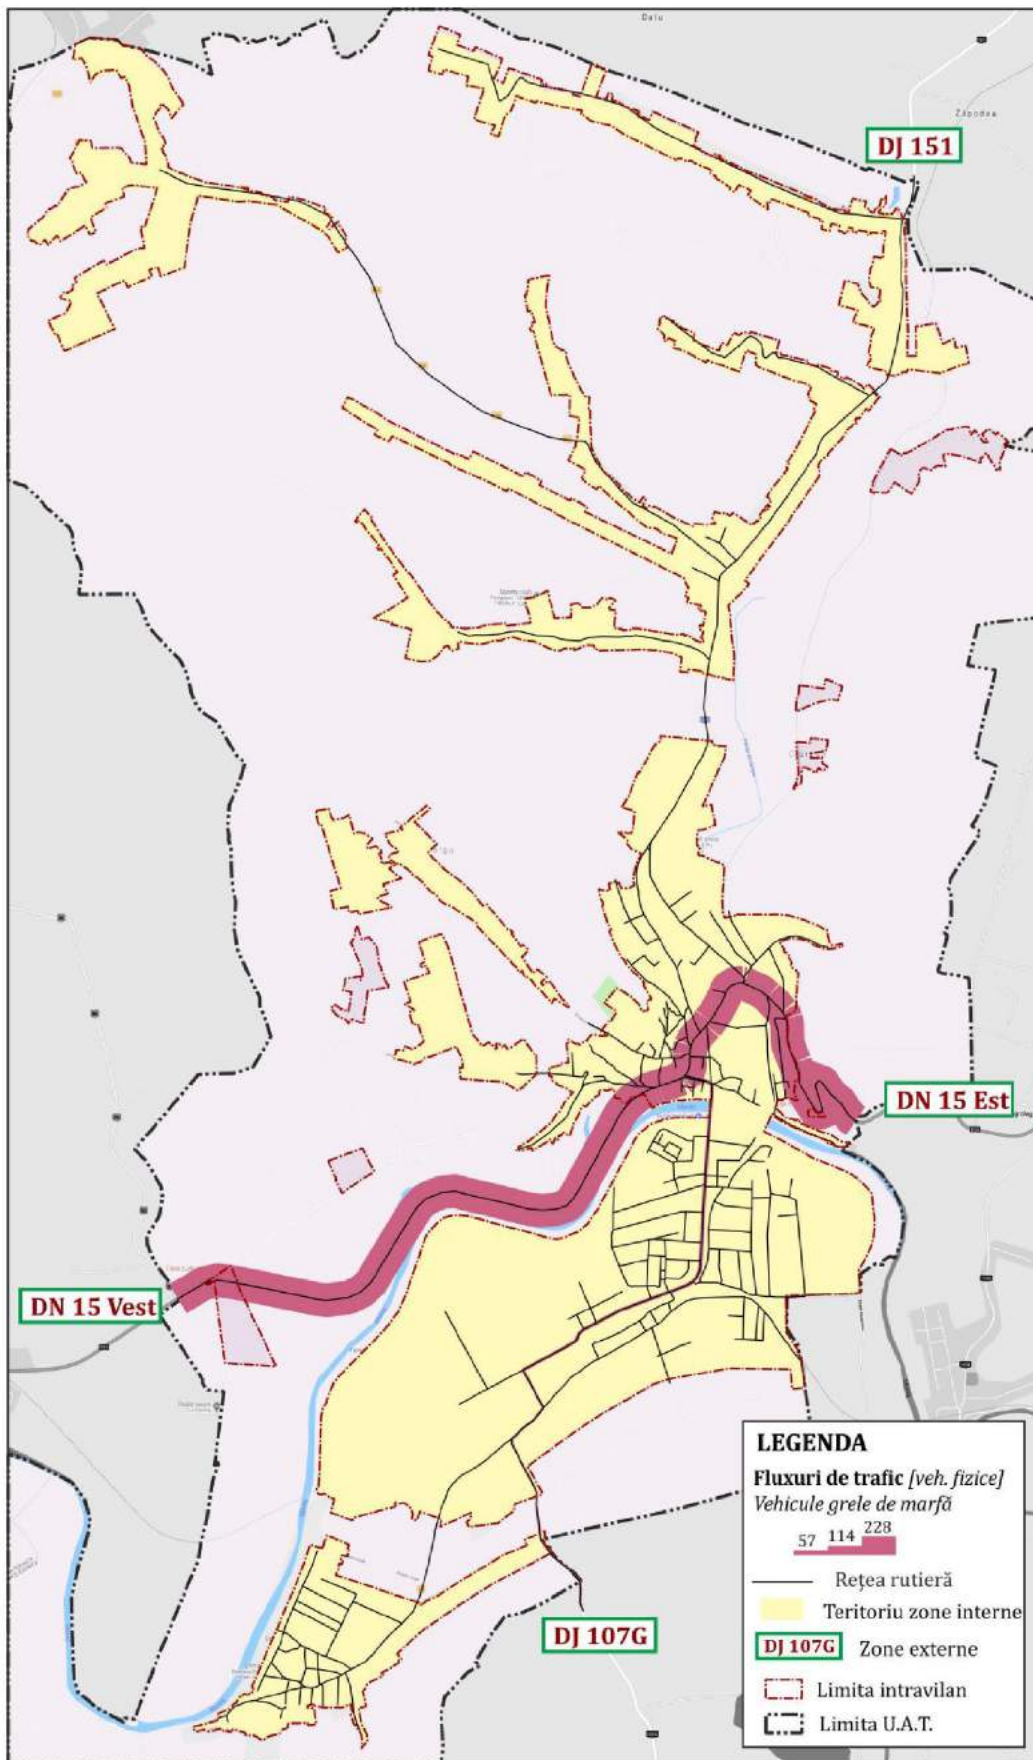 Daiu
Zăpodea
DJ 151
DN 15 Est
DN 15 Vest
DJ 107G
LEGENDA
Fluxuri de trafic [veh. fizice]
Vehicule grele de marfă
57 114 228
Rețea rutieră
Teritoriu zone interne
DJ 107G Zone externe
Limita intravilan
Limita U.A.T.